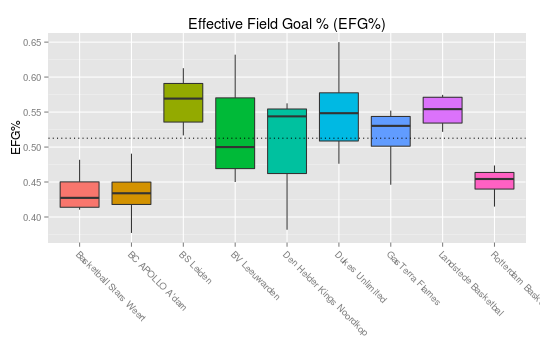 Effective Field Goal % (EFG%)
EFG%
0.65
0.60
0.55
0.50
0.45
0.40
Basketball Stars Weert
BC APOLLO A'dam
BS Leiden
BV Leeuwarden
Den Helder Kings Noordkop
Dukes Unlimited
GasTerra Flames
Landstede Basketbal
Rotterdam